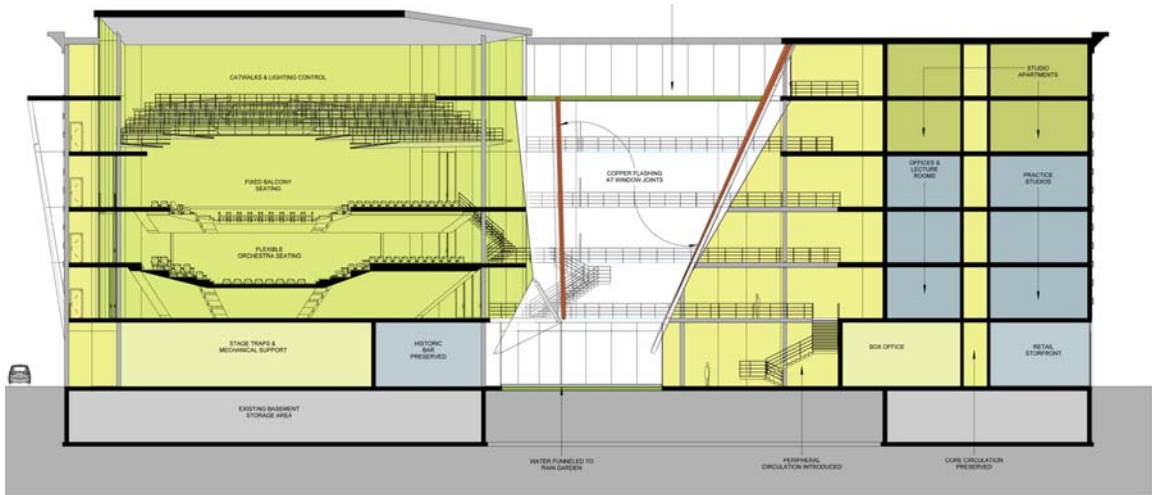 CATWALKS & LIGHTING CONTROL
STUDIO
APARTMENTS
OFFICES &
LECTURE
ROOMS
PRACTICE
STUDIOS
COPPER FLASHING
AT WINDOW JOINTS
FIXED BALCONY
SEATING
FLEXIBLE
ORCHESTRA SEATING
STAGE TRAPS &
MECHANICAL SUPPORT
HISTORIC
BAR
PRESERVED
BOX OFFICE
RETAIL
STORFRONT
EXISTING BASEMENT
STORAGE AREA
WATER FUNNELED TO
RAIN GARDEN
PERIPHERAL
CIRCULATION INTRODUCED
CORE CIRCULATION
PRESERVED